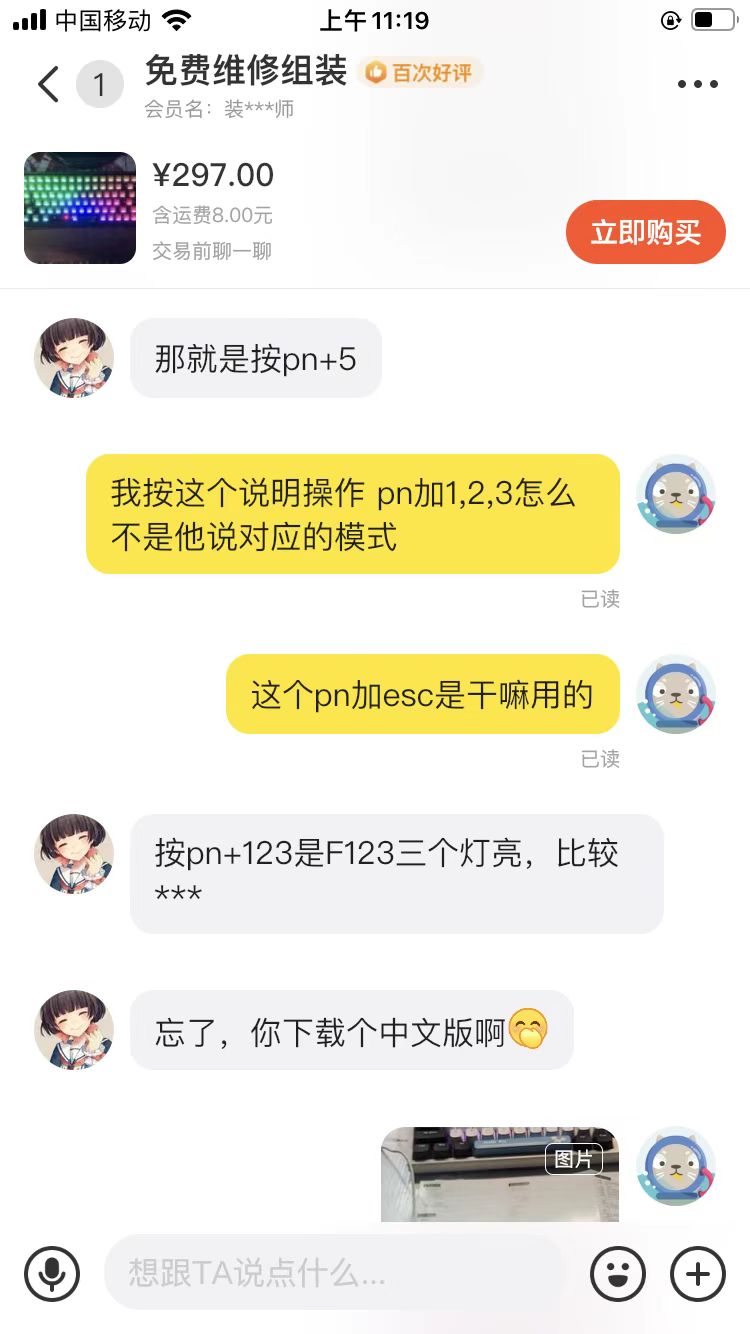 中国移动
上午11:19
1
免费维修组装
百次好评
会员名：装***师
¥297.00
含运费8.00元
交易前聊一聊
立即购买
那就是按pn+5
我按这个说明操作 pn加1,2,3怎么
不是他说对应的模式
已读
这个pn加esc是干嘛用的
已读
按pn+123是F123三个灯亮，比较
***
忘了，你下载个中文版啊
图片
想跟TA说点什么...